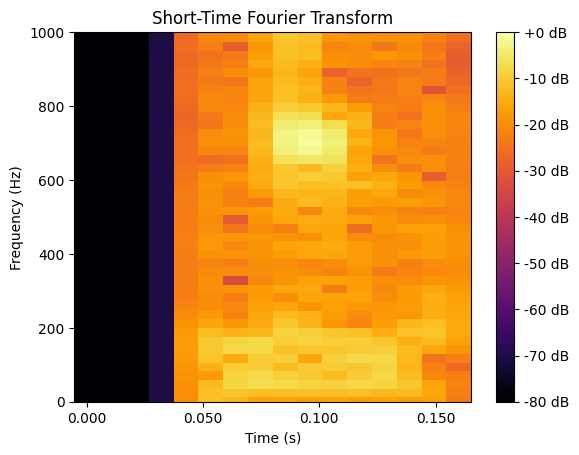 Short-Time Fourier Transform
1000
800
600
400
200
0
Frequency (Hz)
0.000
0.050
0.100
0.150
Time (s)
+0 dB
-10 dB
-20 dB
-30 dB
-40 dB
-50 dB
-60 dB
-70 dB
-80 dB